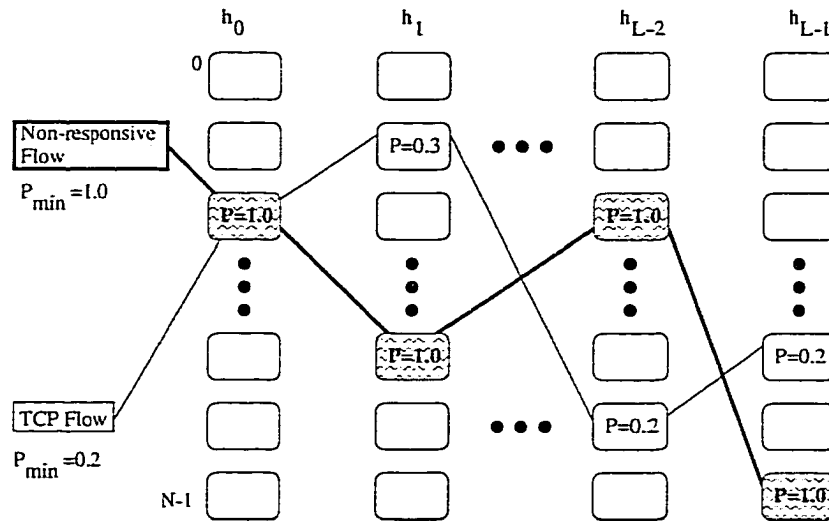 h0 h1 hL-2 hL-1
0
Non-responsive
Flow
P=0.3
Pmin =1.0
P=1.0 P=1.0
P=1.0 P=0.2
TCP Flow
P=0.2
Pmin =0.2
N-1 P=1.0